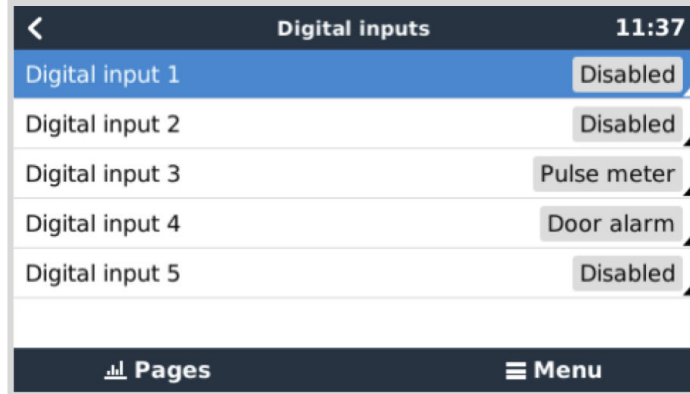 Digital inputs 11:37
Digital input 1 Disabled
Digital input 2 Disabled
Digital input 3 Pulse meter
Digital input 4 Door alarm
Digital input 5 Disabled
Pages Menu